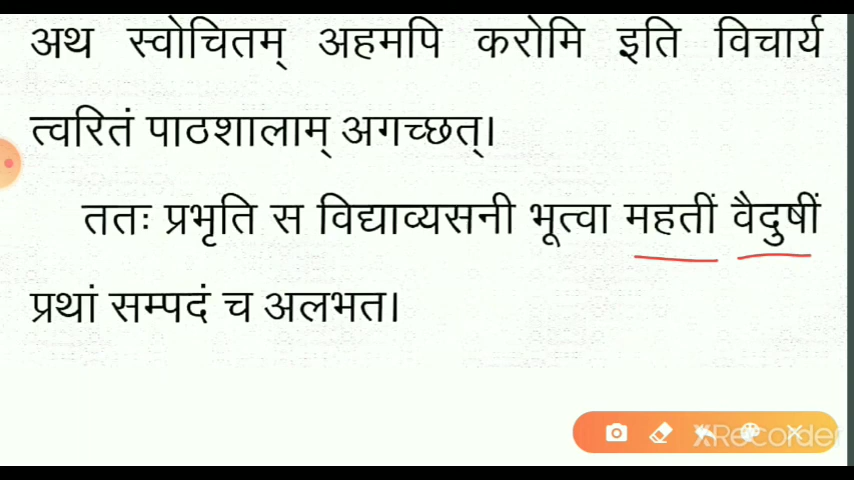 अथ स्वोचितम् अहमपि करोमि इति विचार्य
त्वरितं पाठशालाम् अगच्छत्।
ततः प्रभृति स विद्याव्यसनी भूत्वा महतीं वैदुषीं
प्रथां सम्पदं च अलभत।
XRecorder